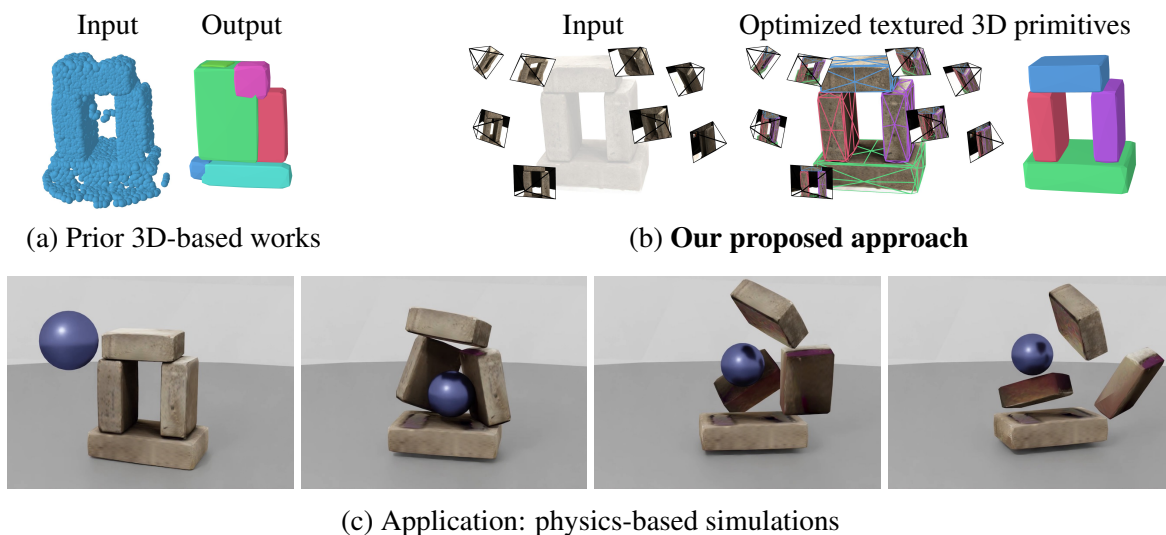 Input Output Input Optimized textured 3D primitives
(a) Prior 3D-based works (b) Our proposed approach
(c) Application: physics-based simulations